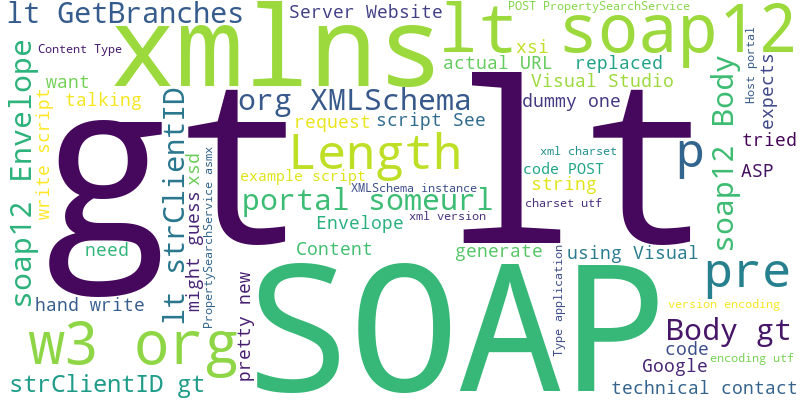 lt GetBranches
Server Website
POST PropertySearchService
xmlns
lt soap12
Content Type
xsi
actual URL
replaced
Host portal
expects
want
talking
Visual Studio
soap12 Envelope
write script
gt lt
lt strClientID
org XMLSchema
dummy one
request
script See
tried
soap12 Body
Length
xml charset
p
xsd
might guess
PropertySearchService asmx
example script
code POST
ASP
XMLSchema instance
string
portal someurl
charset utf
Envelope
xml version
need
Content
generate
using Visual
pre
SOAP
Type application
pretty new
hand write
version encoding
w3 org
Body gt
code
encoding utf
Google
strClientID gt
technical contact